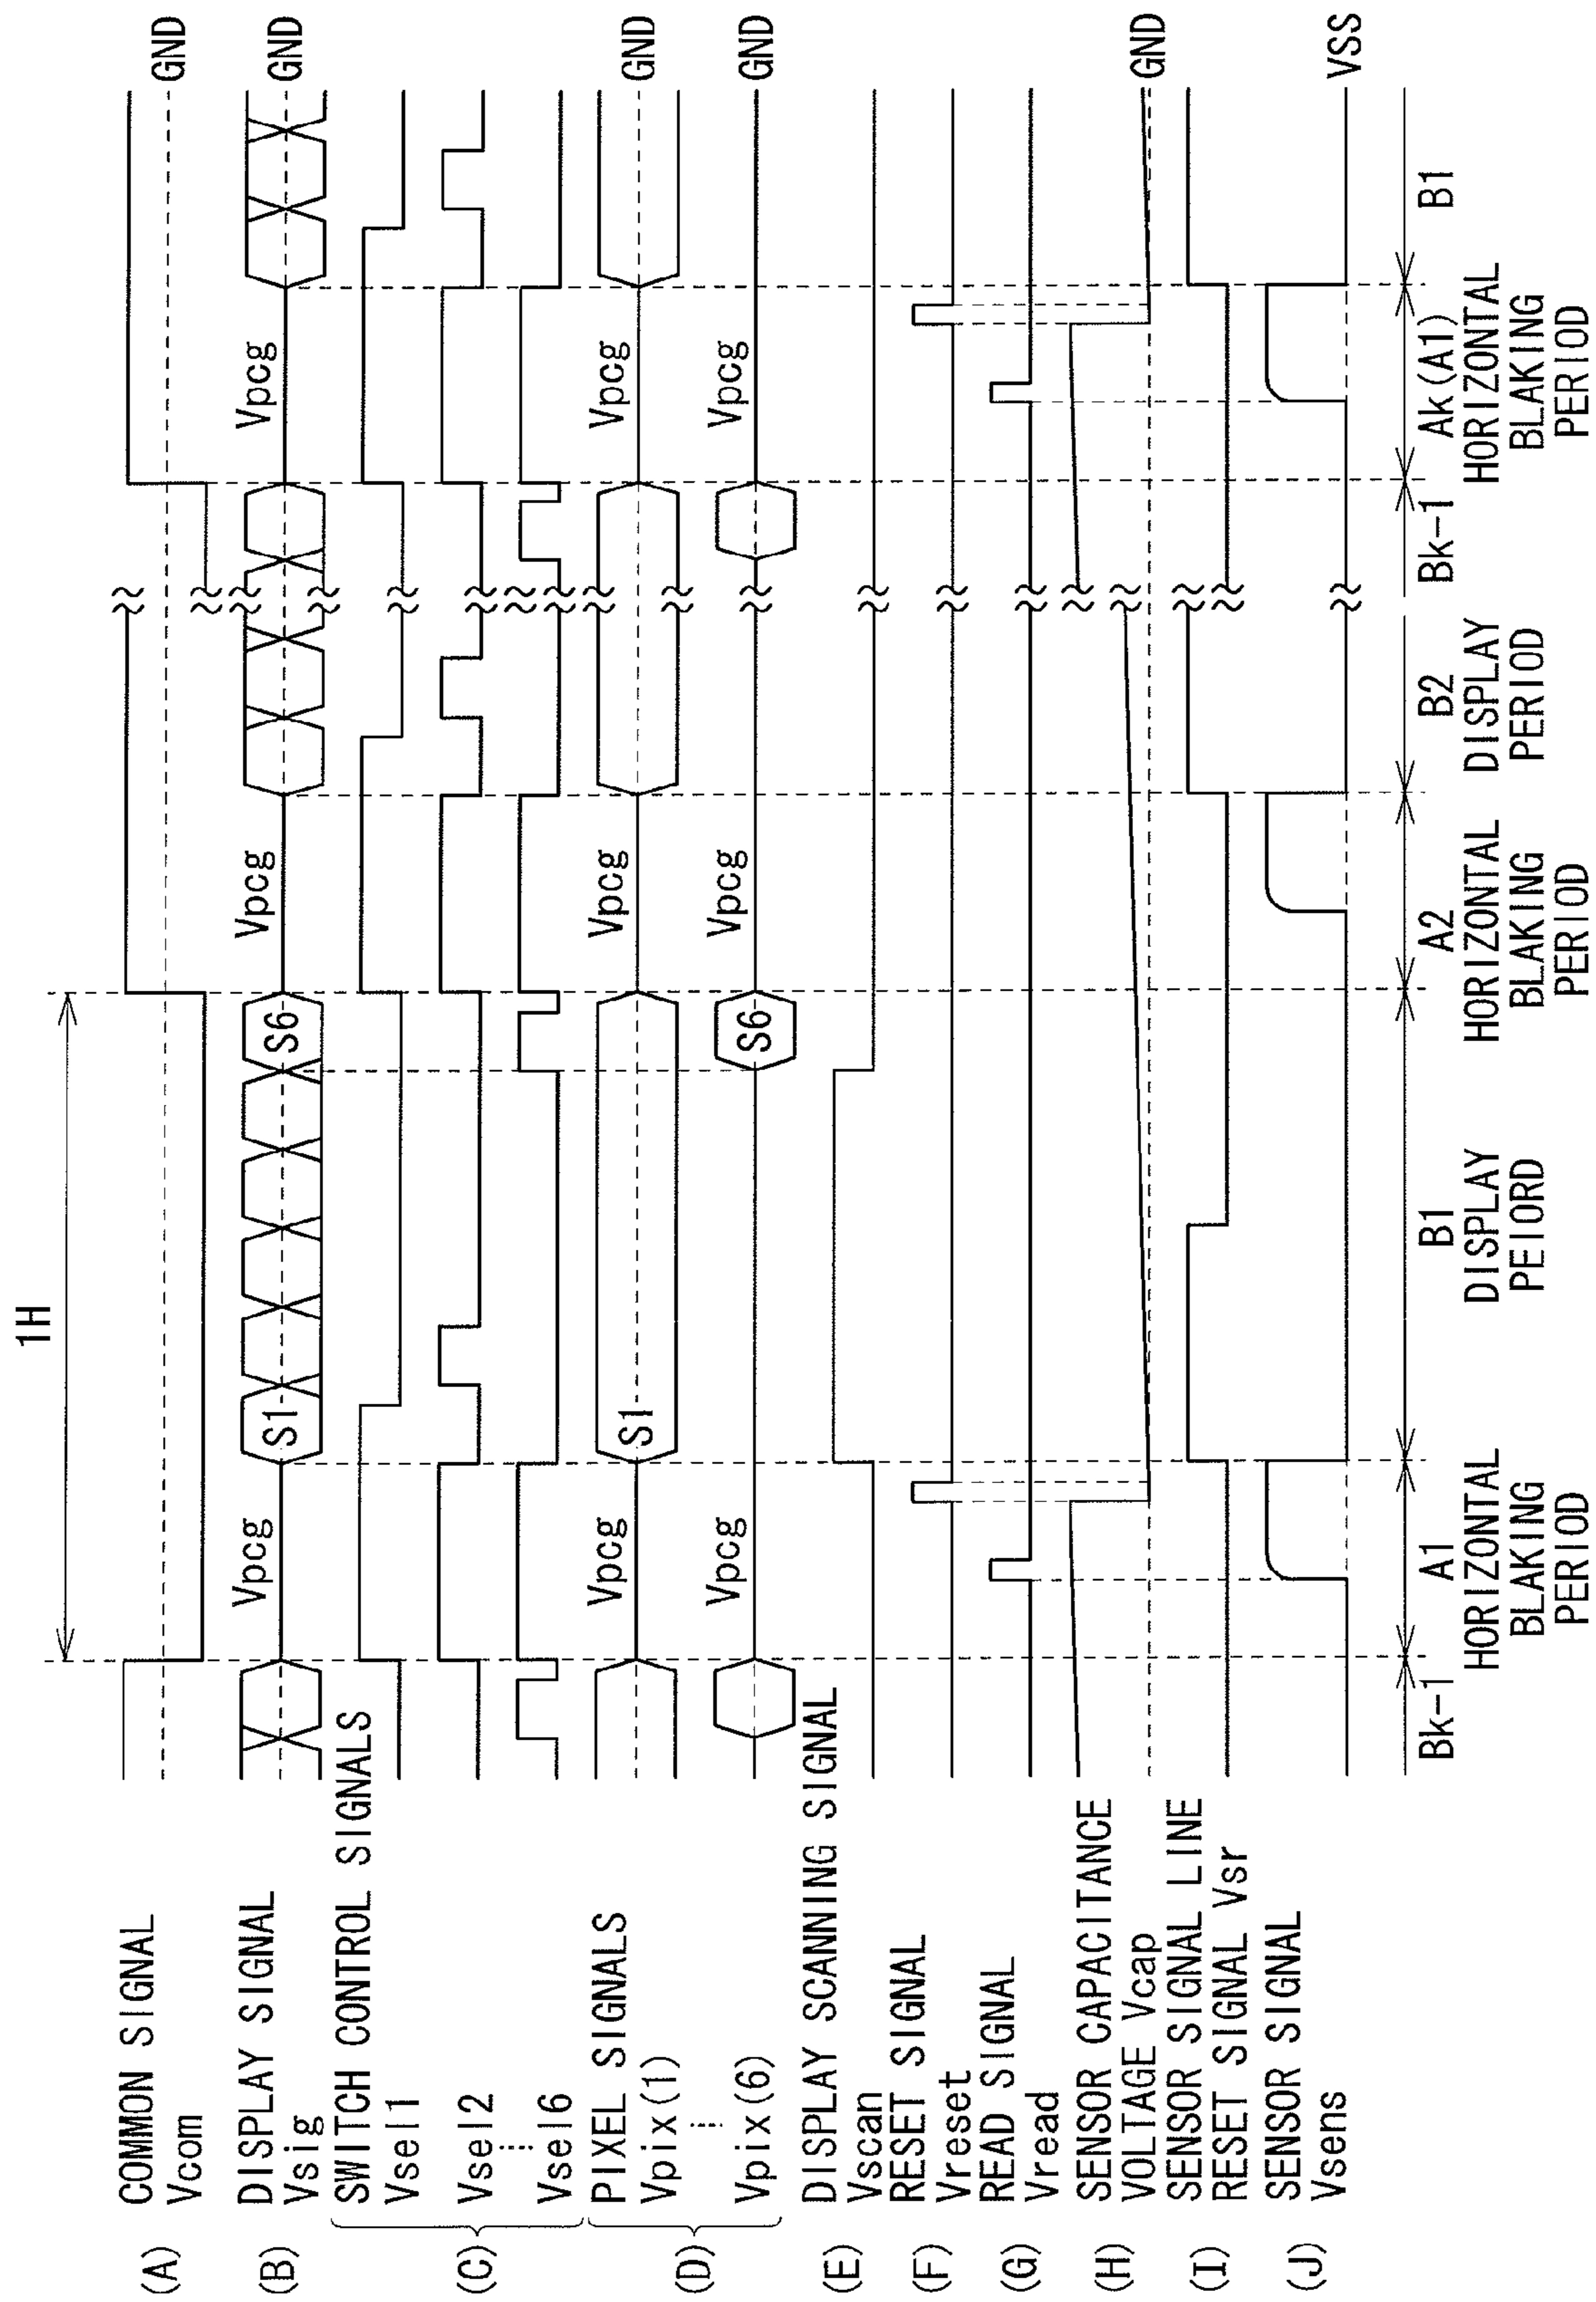 1H
(A) COMMON SIGNAL
Vcom
GND
(B) DISPLAY SIGNAL
Vsig
Vpcg
S1
S6
Vpcg
Vpcg
GND
(C) SWITCH CONTROL SIGNALS
Vsel1
Vsel2
Vsel6
(D) PIXEL SIGNALS
Vpix(1)
Vpcg
S1
Vpcg
Vpcg
GND
Vpix(6)
Vpcg
S6
Vpcg
Vpcg
GND
(E) DISPLAY SCANNING SIGNAL
Vscan
(F) RESET SIGNAL
Vreset
(G) READ SIGNAL
Vread
(H) SENSOR CAPACITANCE
VOLTAGE Vcap
GND
(I) SENSOR SIGNAL LINE
RESET SIGNAL Vsr
(J) SENSOR SIGNAL
Vsens
VSS
Bk-1
A1
HORIZONTAL
BLAKING
PERIOD
B1
DISPLAY
PEIORD
A2
HORIZONTAL
BLAKING
PERIOD
B2
DISPLAY
PERIOD
Bk-1
Ak(A1)
HORIZONTAL
BLAKING
PERIOD
B1